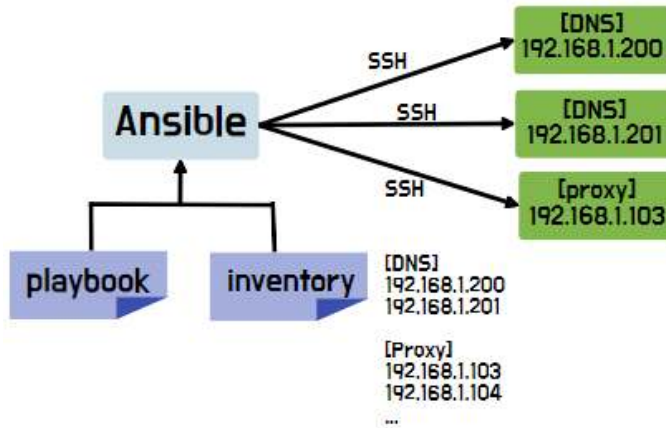 [DNS]
192.168.1.200
SSH
Ansible
SSH
[DNS]
192.168.1.201
SSH
[proxy]
192.168.1.103
playbook
inventory
[DNS]
192.168.1.200
192.168.1.201
[Proxy]
192.168.1.103
192.168.1.104
...